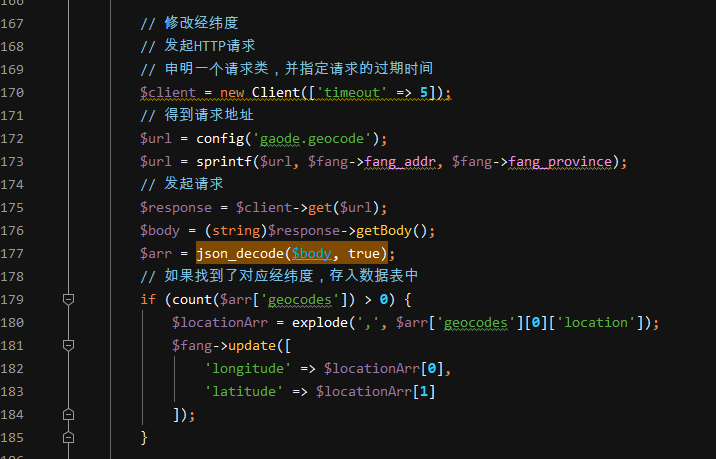 167 // 修改经纬度
168 // 发起HTTP请求
169 // 申明一个请求类，并指定请求的过期时间
170 $client = new Client(['timeout' => 5]);
171 // 得到请求地址
172 $url = config('gaode.geocode');
173 $url = sprintf($url, $fang->fang_addr, $fang->fang_province);
174 // 发起请求
175 $response = $client->get($url);
176 $body = (string)$response->getBody();
177 $arr = json_decode($body, true);
178 // 如果找到了对应经纬度，存入数据表中
179 if (count($arr['geocodes']) > 0) {
180 $locationArr = explode(',', $arr['geocodes'][0]['location']);
181 $fang->update([
182 'longitude' => $locationArr[0],
183 'latitude' => $locationArr[1]
184 ]);
185 }